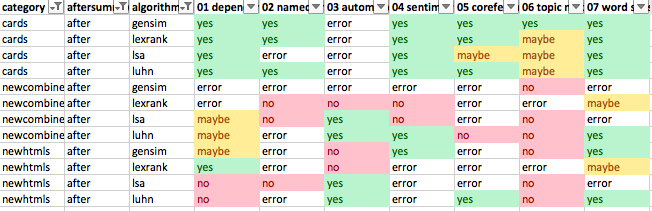 category aftersum algorithm 01 depen 02 named 03 autom 04 sentim 05 corefe 06 topic 07 word s
cards after gensim yes yes error yes yes yes yes
cards after lexrank yes yes error yes yes maybe yes
cards after lsa yes error error yes maybe maybe yes
cards after luhn yes yes error yes yes maybe yes
newcombine after gensim error error error error error no error
newcombine after lexrank error no no no error error maybe
newcombine after lsa maybe no yes no error no yes
newcombine after luhn maybe error yes yes no no yes
newhtmls after gensim maybe error no yes error no yes
newhtmls after lexrank yes error no error error error maybe
newhtmls after lsa no no yes error error no error
newhtmls after luhn no error yes error yes no yes